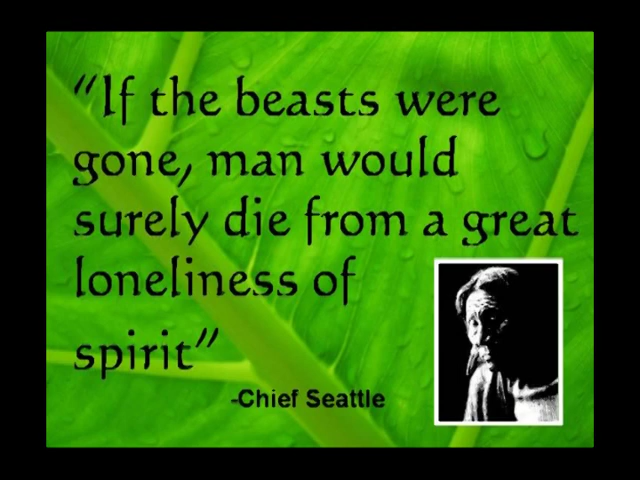 "If the beasts were
gone, man would
surely die from a great
loneliness of
spirit"
-Chief Seattle